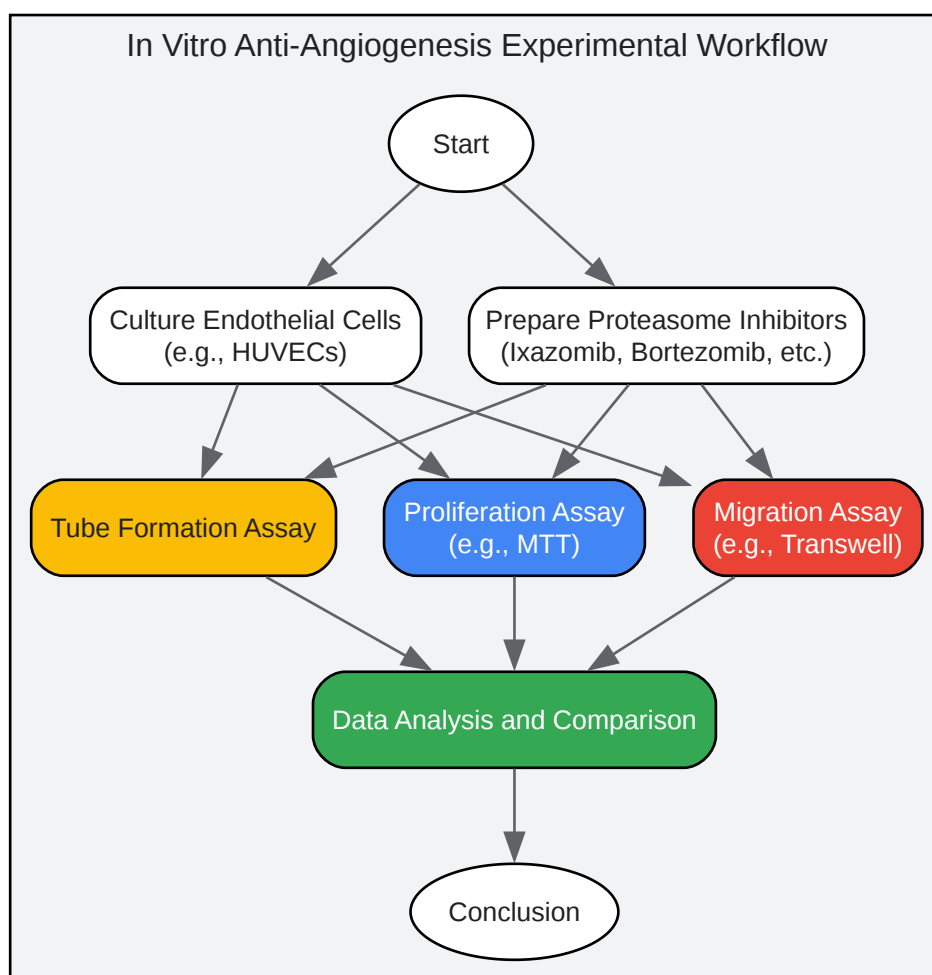 In Vitro Anti-Angiogenesis Experimental Workflow
Start
Culture Endothelial Cells
(e.g., HUVECs)
Prepare Proteasome Inhibitors
(Ixazomib, Bortezomib, etc.)
Tube Formation Assay
Proliferation Assay
(e.g., MTT)
Migration Assay
(e.g., Transwell)
Data Analysis and Comparison
Conclusion